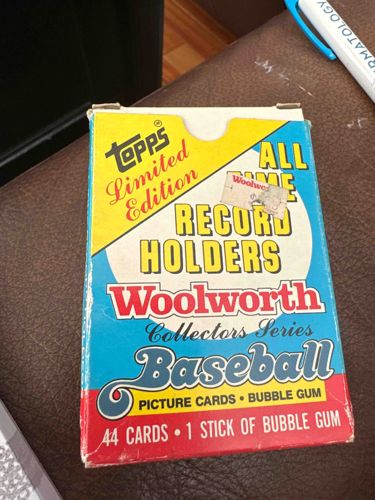 TOPPS®
Limited
Edition
ALL
RECORD
HOLDERS
Woolworth
Collectors Series
Baseball
PICTURE CARDS • BUBBLE GUM
44 CARDS • 1 STICK OF BUBBLE GUM